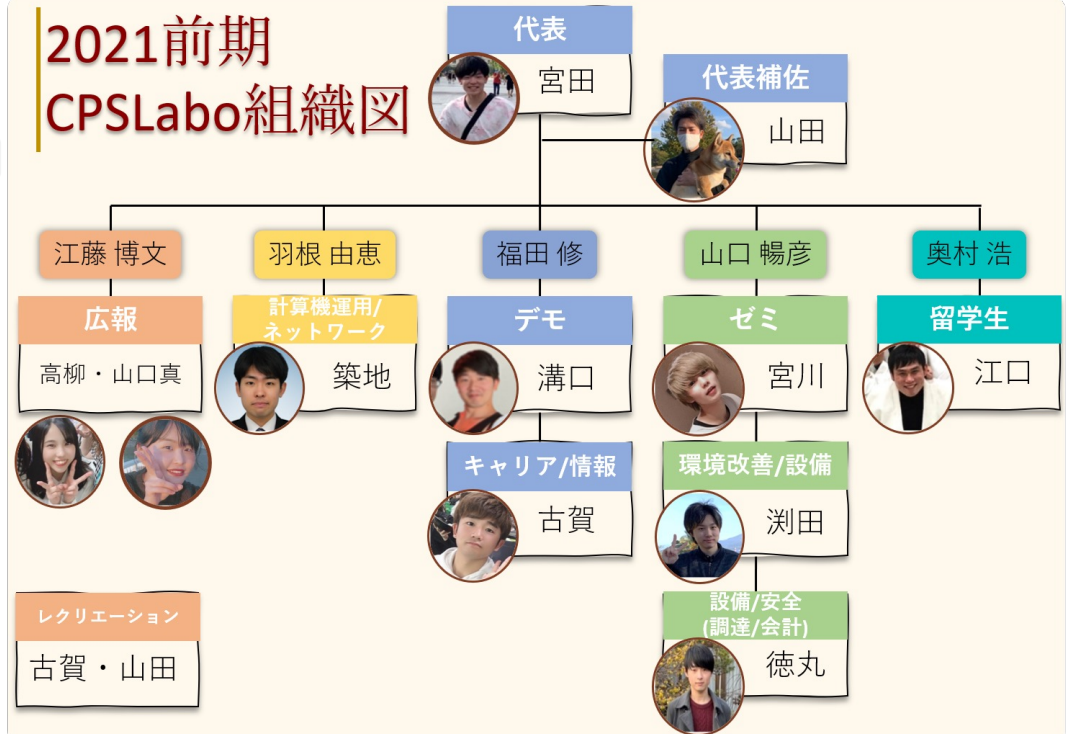 2021前期
CPSLabo組織図
代表
宮田
代表補佐
山田
江藤 博文
羽根 由恵
福田 修
山口 暢彦
奥村 浩
広報
高柳・山口真
計算機運用/
ネットワーク
築地
デモ
溝口
ゼミ
宮川
留学生
江口
キャリア/情報
古賀
環境改善/設備
渕田
レクリエーション
古賀・山田
設備/安全
(調達/会計)
徳丸